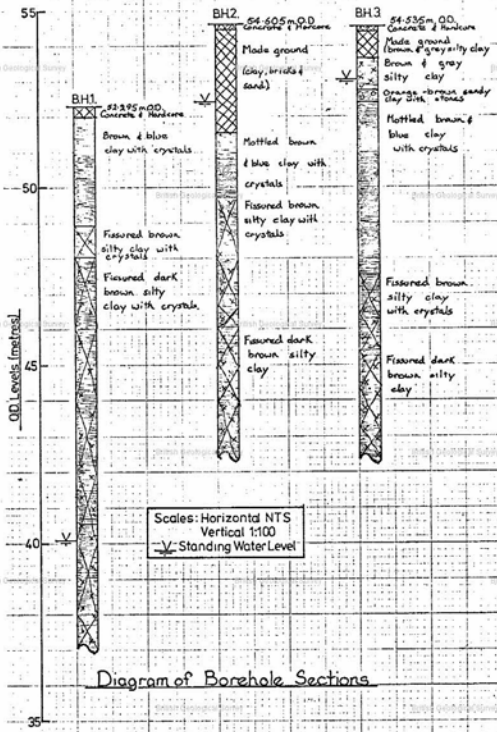 55
50
45
40
35
OD Levels (metres)
B.H.1.
52·295m O.D.
Concrete & Hardcore
Brown & blue
clay with crystals
Fissured brown
silty clay with
crystals
Fissured dark
brown silty
clay with crystals.
B.H.2.
54·605m O.D
Concrete & Hardcore
Made ground
(clay, bricks &
sand).
Mottled brown
& blue clay with
crystals
Fissured brown
silty clay with
crystals
Fissured dark
brown silty
clay
B.H.3.
54·535m O.D.
Concrete & Hardcore
Made ground
(brown & grey silty clay
Brown & grey
silty clay
Orange-brown sandy
clay with stones
Mottled brown &
blue clay
with crystals
Fissured brown
silty clay
with crystals
Fissured dark
brown silty
clay
Scales: Horizontal NTS
Vertical 1:100
Standing Water Level
Diagram of Borehole Sections
British Geological Survey